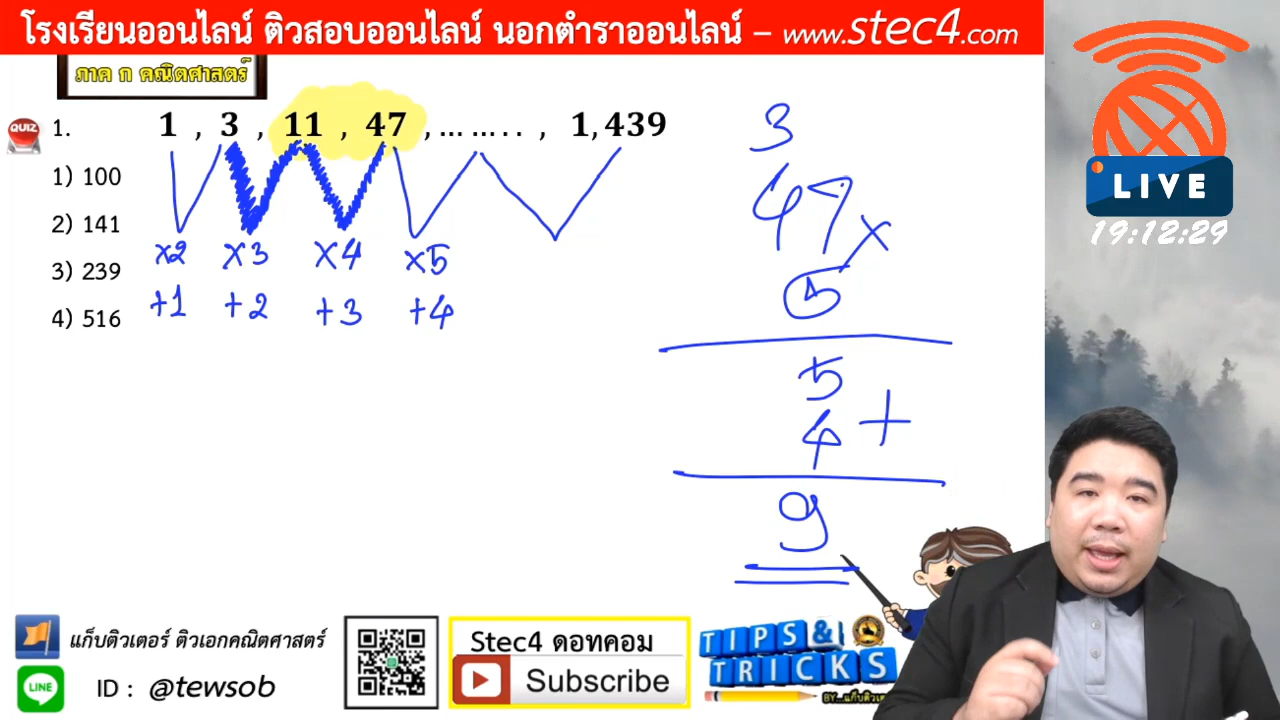 โรงเรียนออนไลน์ ติวสอบออนไลน์ นอกตำราออนไลน์ – www.stec4.com
ภาค ก คณิตศาสตร์
QUIZ 1. 1 , 3 , 11 , 47 , ........ , 1,439
1) 100
2) 141
3) 239
4) 516
x2 x3 x4 x5
+1 +2 +3 +4
3
47 x
5
5
4 +
9
LIVE
19:12:29
แก็บติวเตอร์ ติวเอกคณิตศาสตร์
LINE ID : @tewsob
Stec4 ดอทคอม
Subscribe
TIPS &
TRICKS